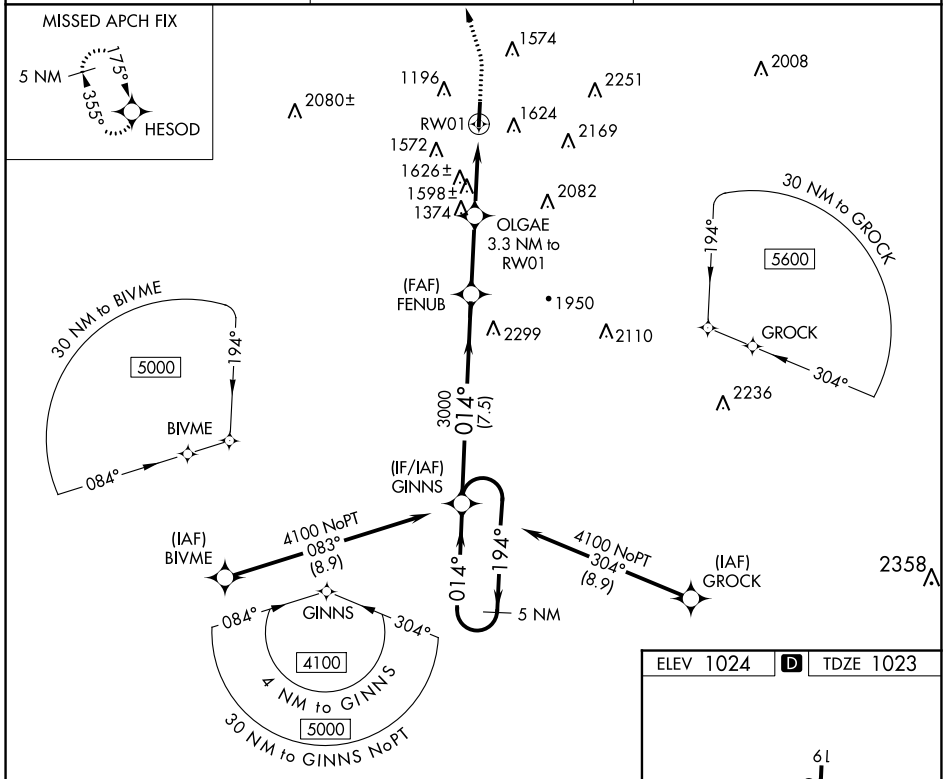 MISSED APCH FIX
5 NM
175°
355°
HESOD
1574
2008
1196
2251
2080±
RW01
1624
1572
2169
1626±
1598±
1374
2082
OLGAE
3.3 NM to
RW01
30 NM to GROCK
194°
5600
GROCK
304°
(FAF)
FENUB
1950
2299
2110
2236
30 NM to BIVME
194°
5000
BIVME
084°
3000
014°
(7.5)
(IF/IAF)
GINNS
4100 NoPT
083°
(8.9)
(IAF)
BIVME
014°
194°
5 NM
4100 NoPT
304°
(8.9)
(IAF)
GROCK
2358
084°
GINNS
304°
4100
4 NM to GINNS
5000
30 NM to GINNS NoPT
ELEV 1024
D
TDZE 1023
19